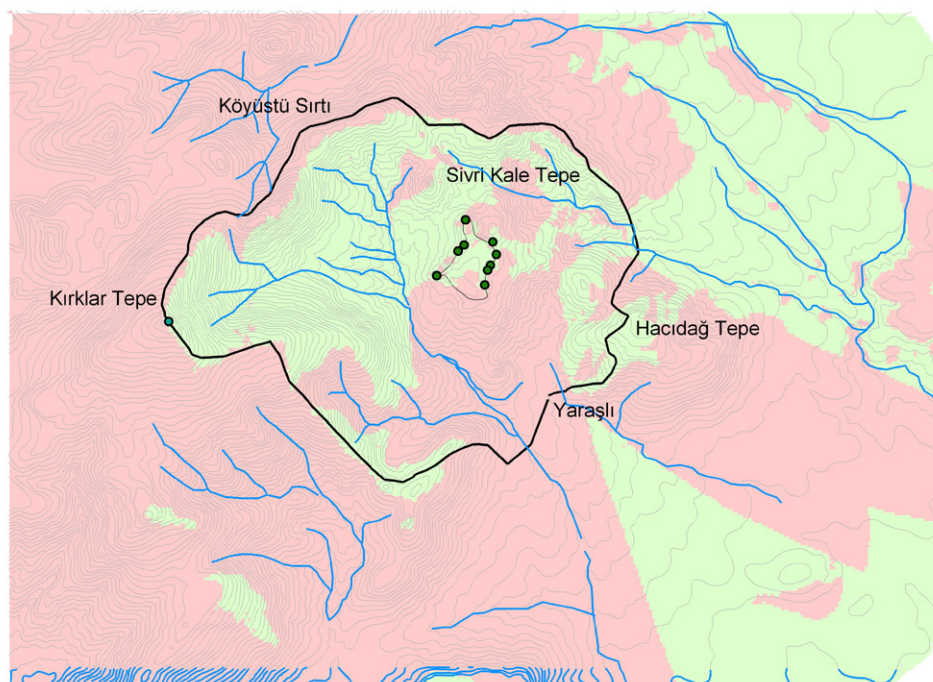 Köyüstü Sırtı
Sivri Kale Tepe
Kırklar Tepe
Hacıdağ Tepe
Yaraşlı